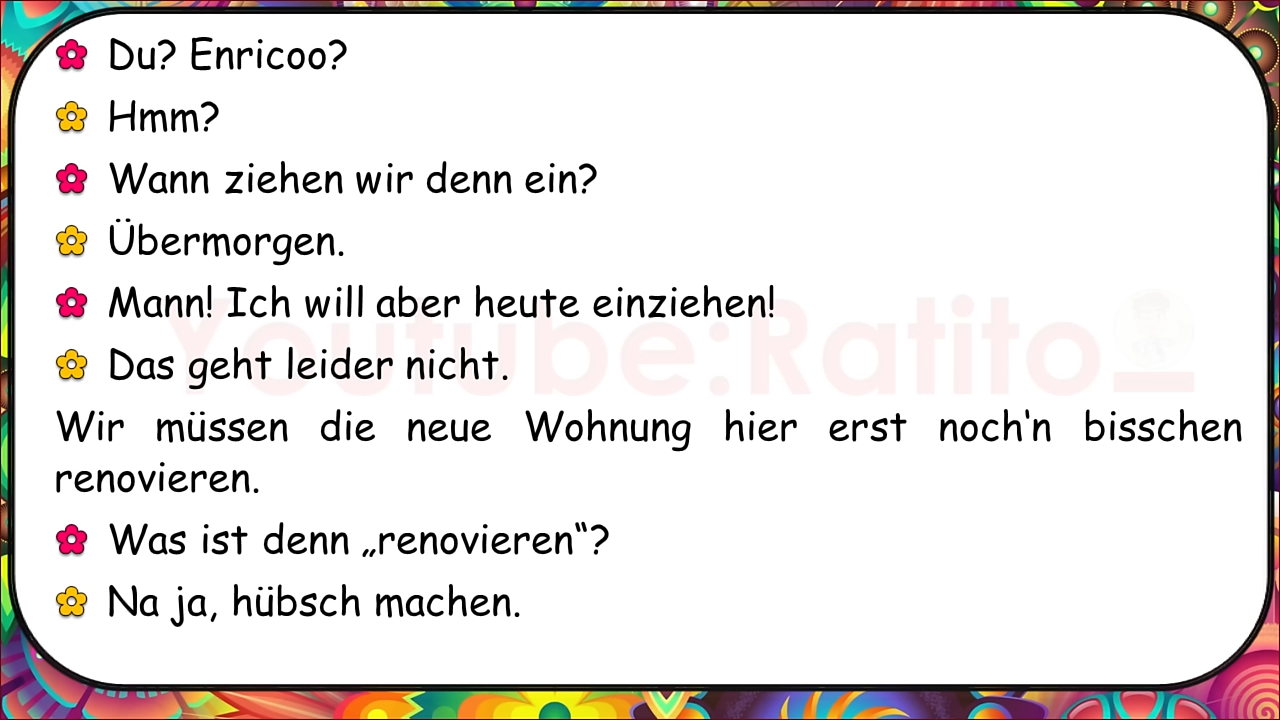 Du? Enricoo?
Hmm?
Wann ziehen wir denn ein?
Übermorgen.
Mann! Ich will aber heute einziehen!
Das geht leider nicht.
Youtube:Ratito
Wir müssen die neue Wohnung hier erst noch‘n bisschen
renovieren.
Was ist denn „renovieren“?
Na ja, hübsch machen.